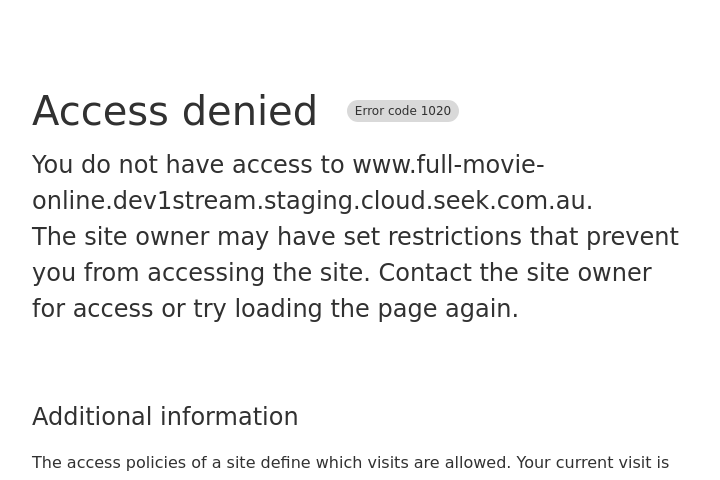 Access denied Error code 1020
You do not have access to www.full-movie-
online.dev1stream.staging.cloud.seek.com.au.
The site owner may have set restrictions that prevent
you from accessing the site. Contact the site owner
for access or try loading the page again.
Additional information
The access policies of a site define which visits are allowed. Your current visit is